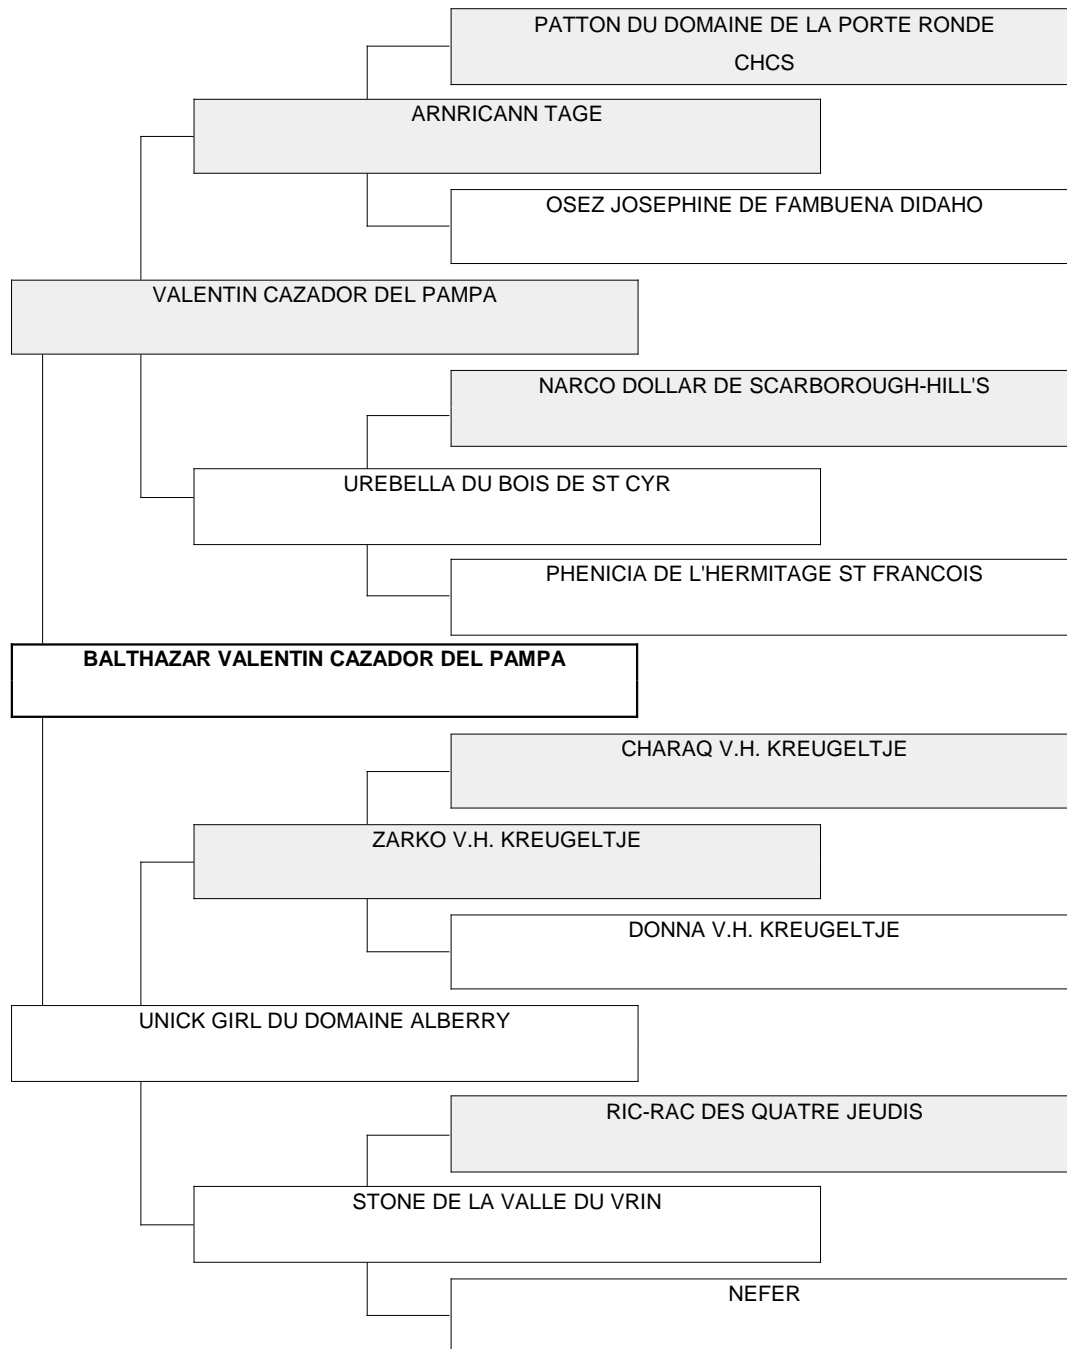 PATTON DU DOMAINE DE LA PORTE RONDE
CHCS
ARNRICANN TAGE
OSEZ JOSEPHINE DE FAMBUENA DIDAHO
VALENTIN CAZADOR DEL PAMPA
NARCO DOLLAR DE SCARBOROUGH-HILL'S
UREBELLA DU BOIS DE ST CYR
PHENICIA DE L'HERMITAGE ST FRANCOIS
BALTHAZAR VALENTIN CAZADOR DEL PAMPA
CHARAQ V.H. KREUGELTJE
ZARKO V.H. KREUGELTJE
DONNA V.H. KREUGELTJE
UNICK GIRL DU DOMAINE ALBERRY
RIC-RAC DES QUATRE JEUDIS
STONE DE LA VALLE DU VRIN
NEFER